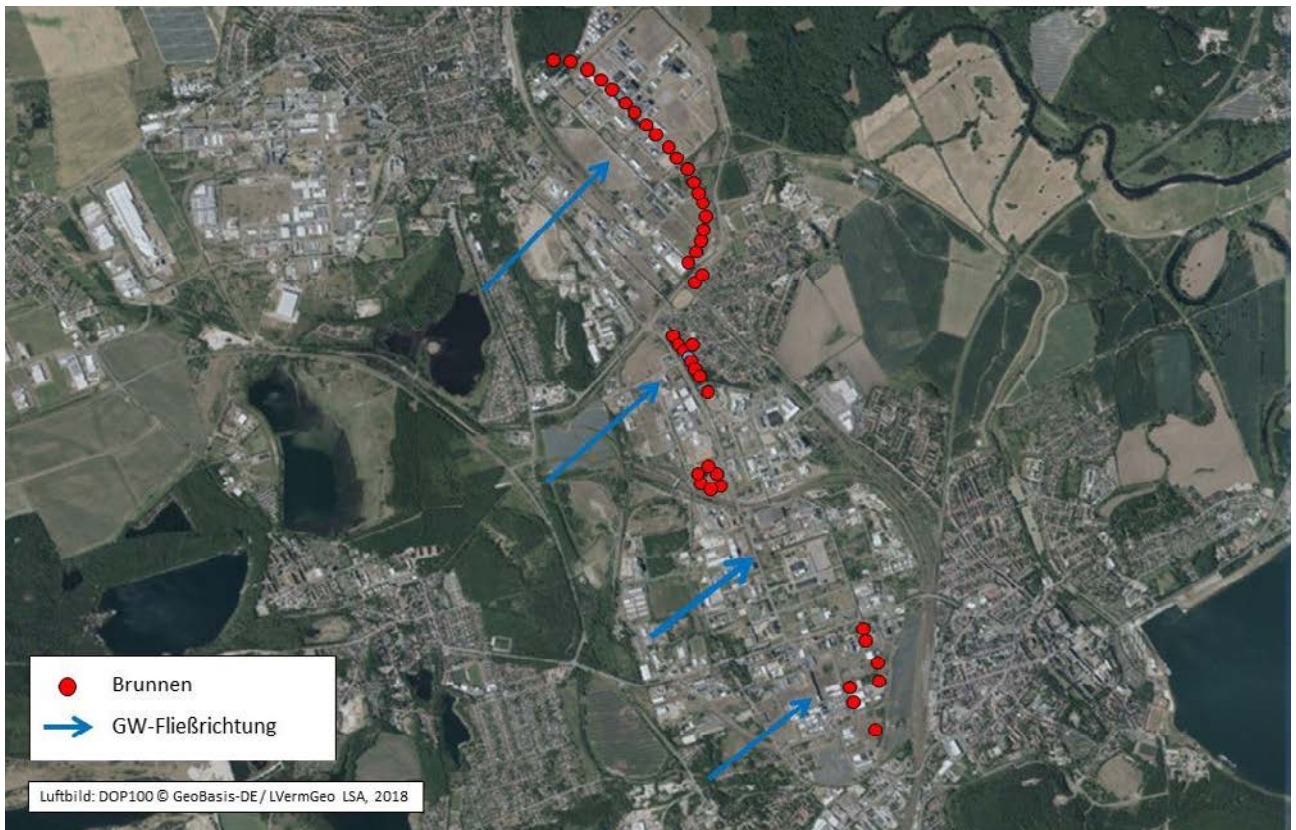 Brunnen
GW-Fließrichtung
Luftbild: DOP100 © GeoBasis-DE / LVermGeo LSA, 2018